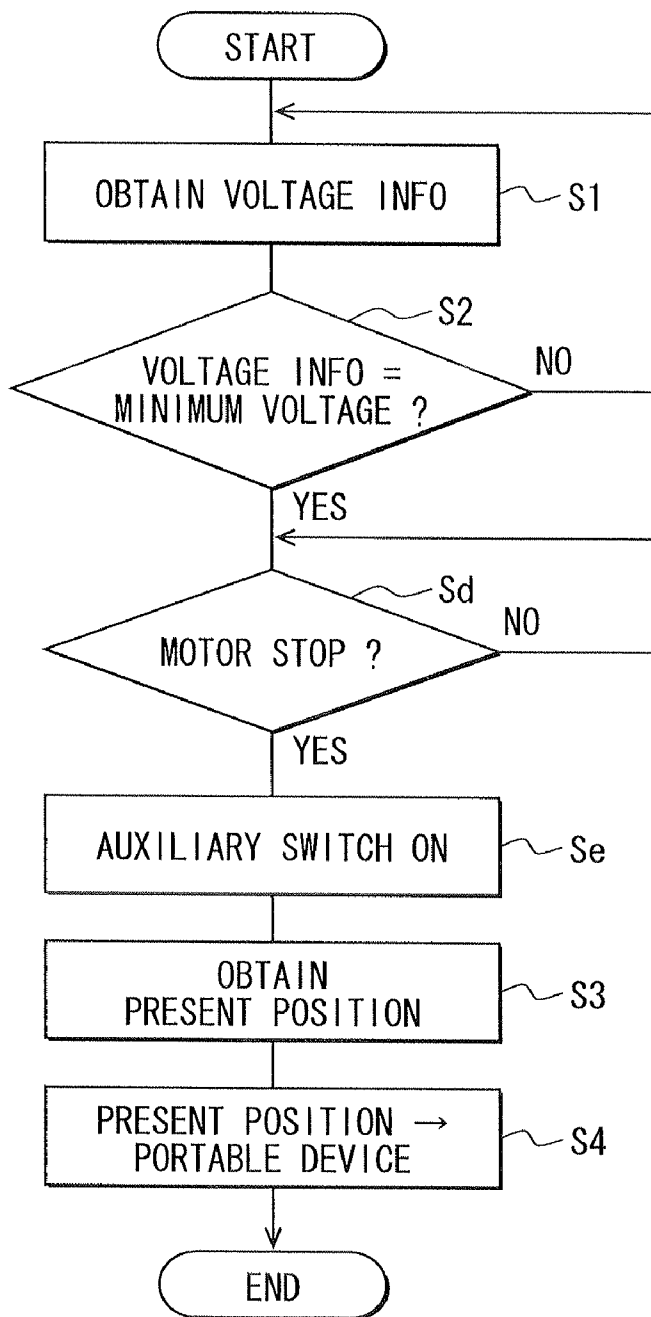 START
OBTAIN VOLTAGE INFO
S1
S2
VOLTAGE INFO =
MINIMUM VOLTAGE ?
NO
YES
Sd
MOTOR STOP ?
NO
YES
AUXILIARY SWITCH ON
Se
OBTAIN
PRESENT POSITION
S3
PRESENT POSITION →
PORTABLE DEVICE
S4
END